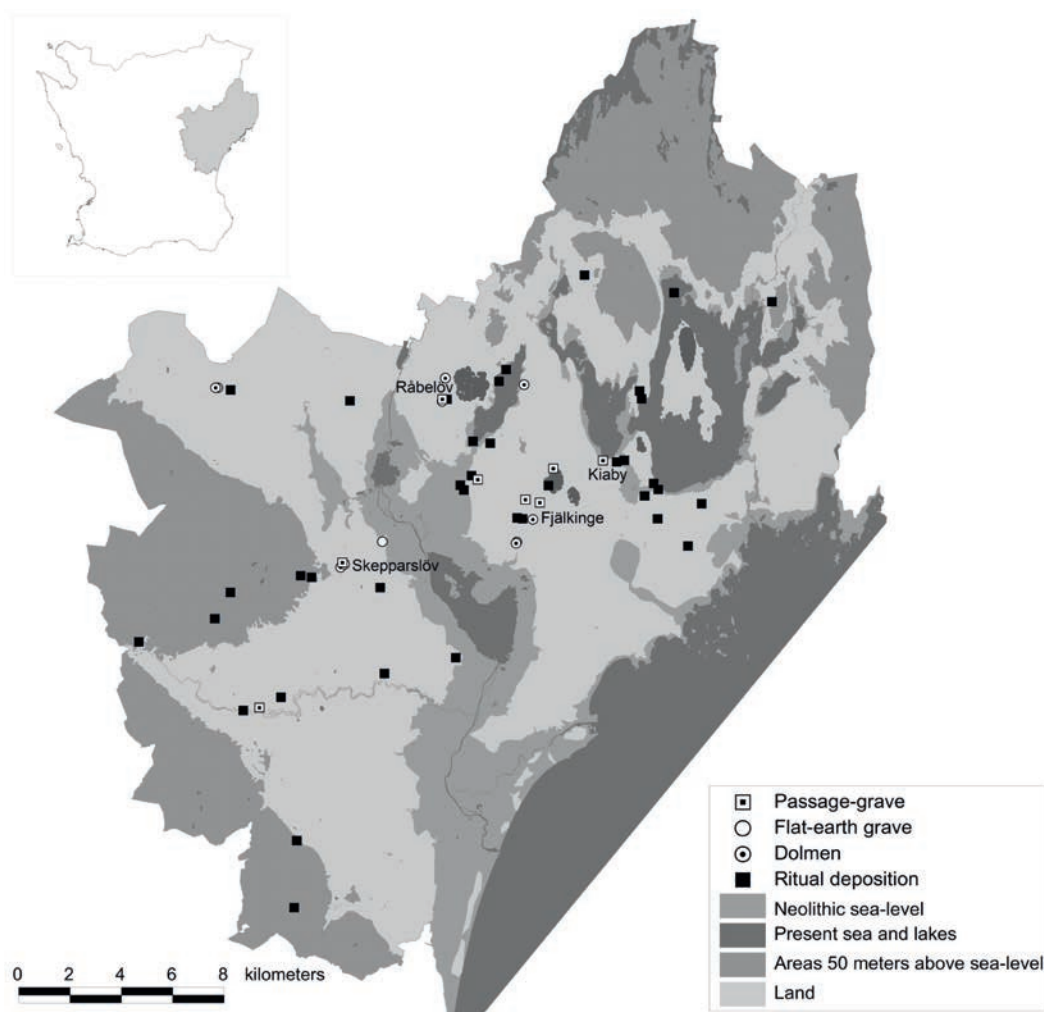 Råbelöv
Kiaby
Fjälkinge
Skepparslöv
Passage-grave
Flat-earth grave
Dolmen
Ritual deposition
Neolithic sea-level
Present sea and lakes
Areas 50 meters above sea-level
Land
0 2 4 6 8 kilometers